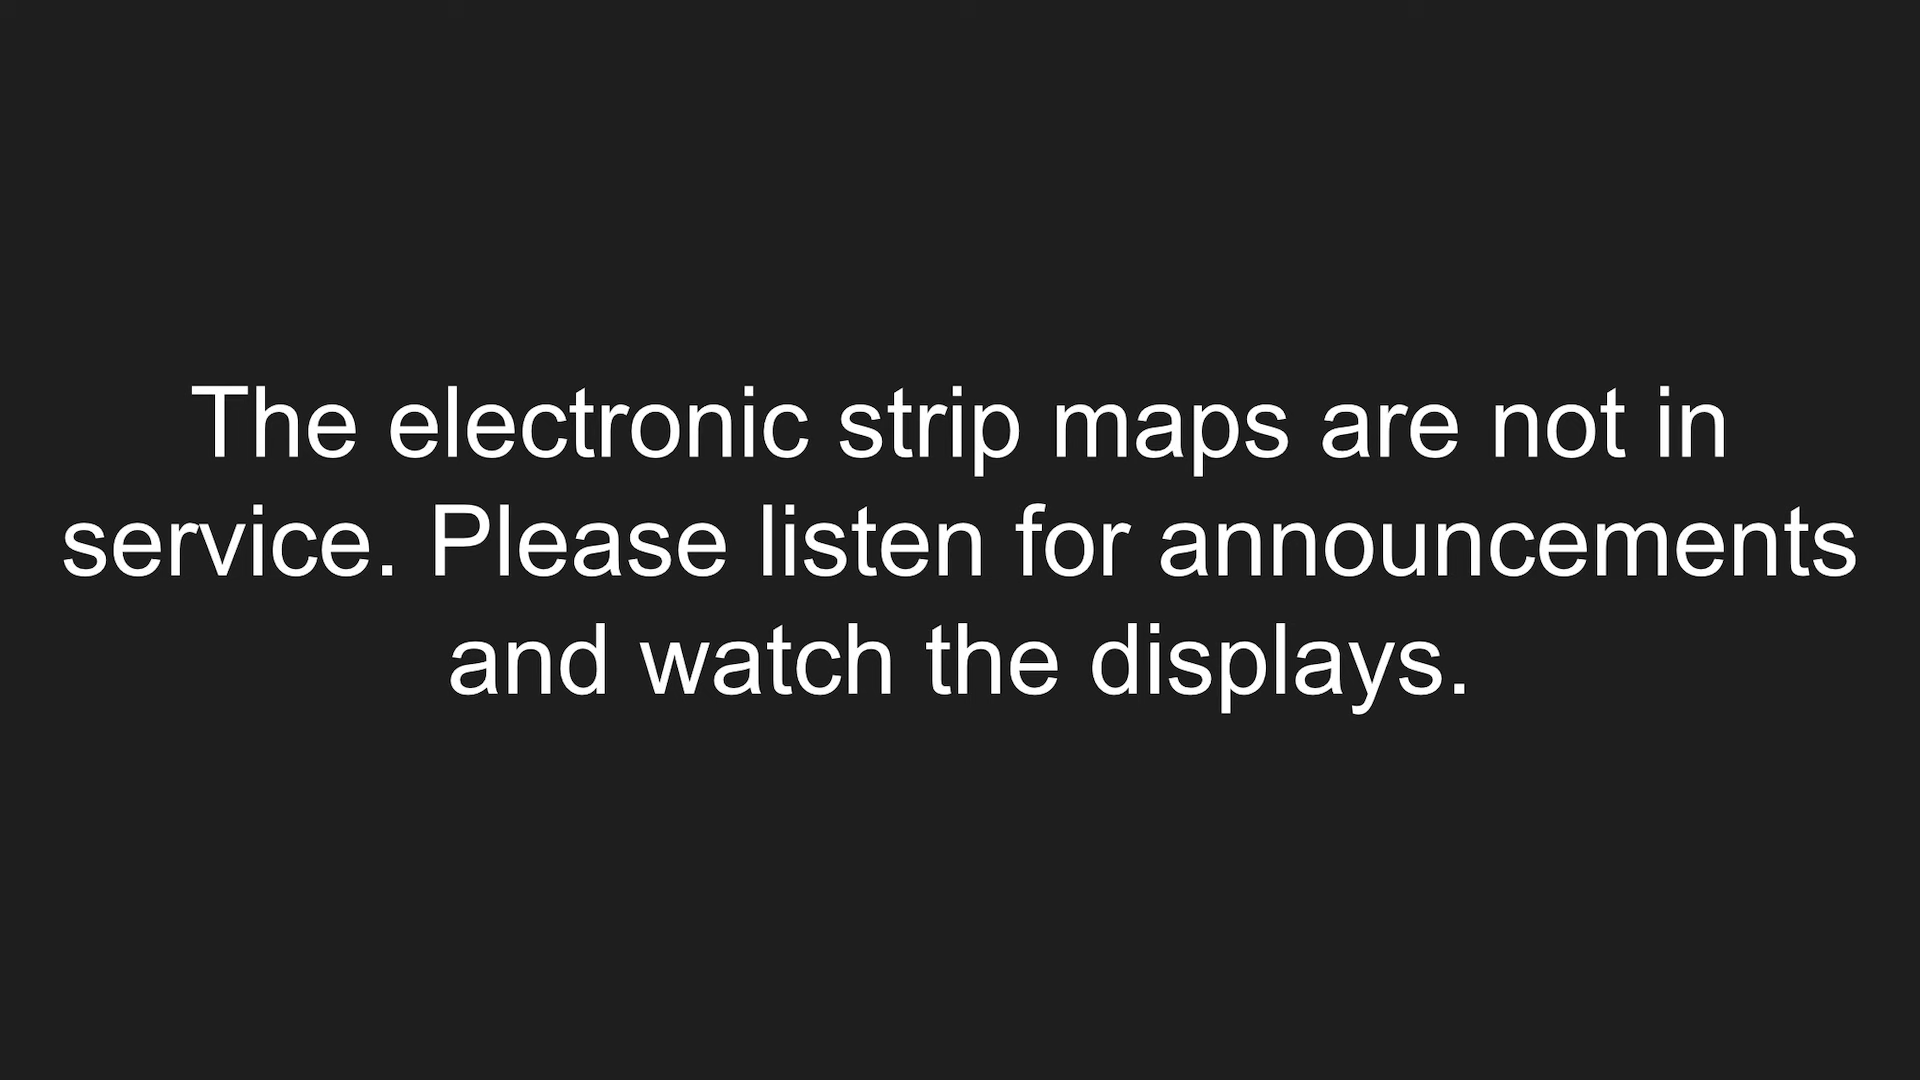 The electronic strip maps are not in
service. Please listen for announcements
and watch the displays.